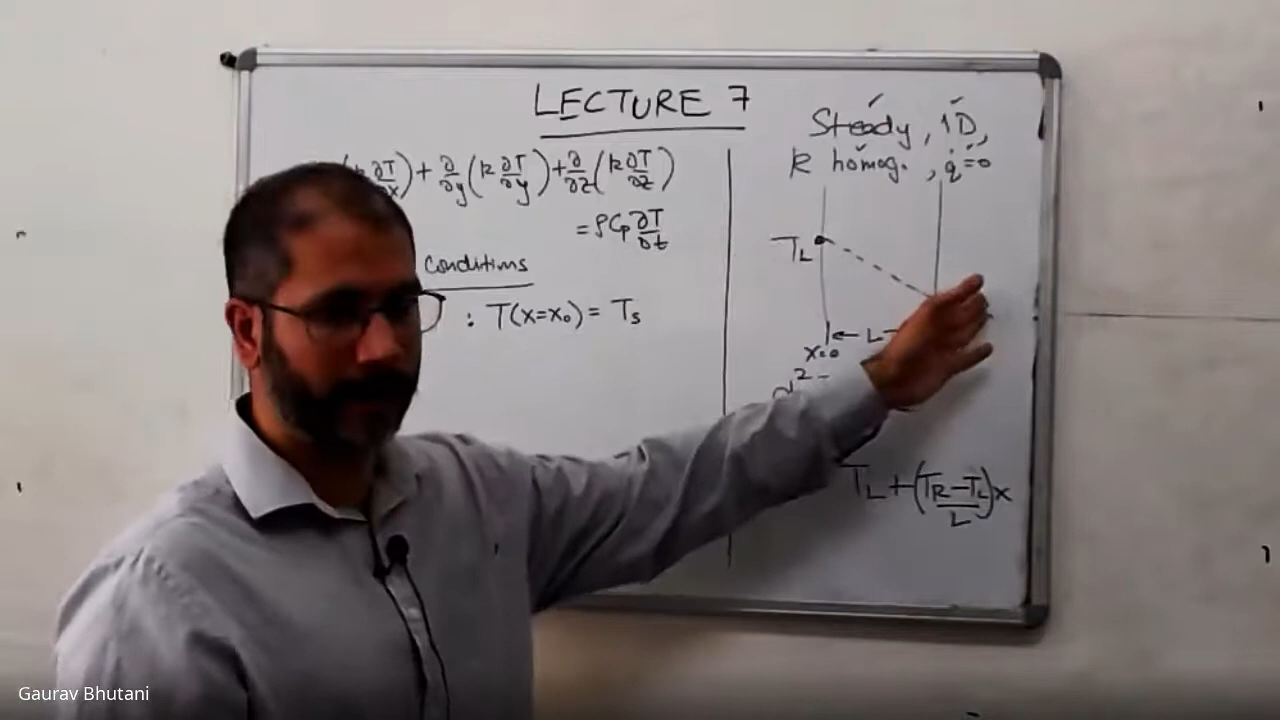 LECTURE 7
∂T/∂x) + ∂/∂y (k ∂T/∂y) + ∂/∂z (k ∂T/∂z)
= ρCp ∂T/∂t
Conditions
: T(x=x₀) = Tₛ
Steady, 1D,
k homog., q̇=0
T_L
← L
x=0
T_L + (T_R − T_L / L) x
Gaurav Bhutani